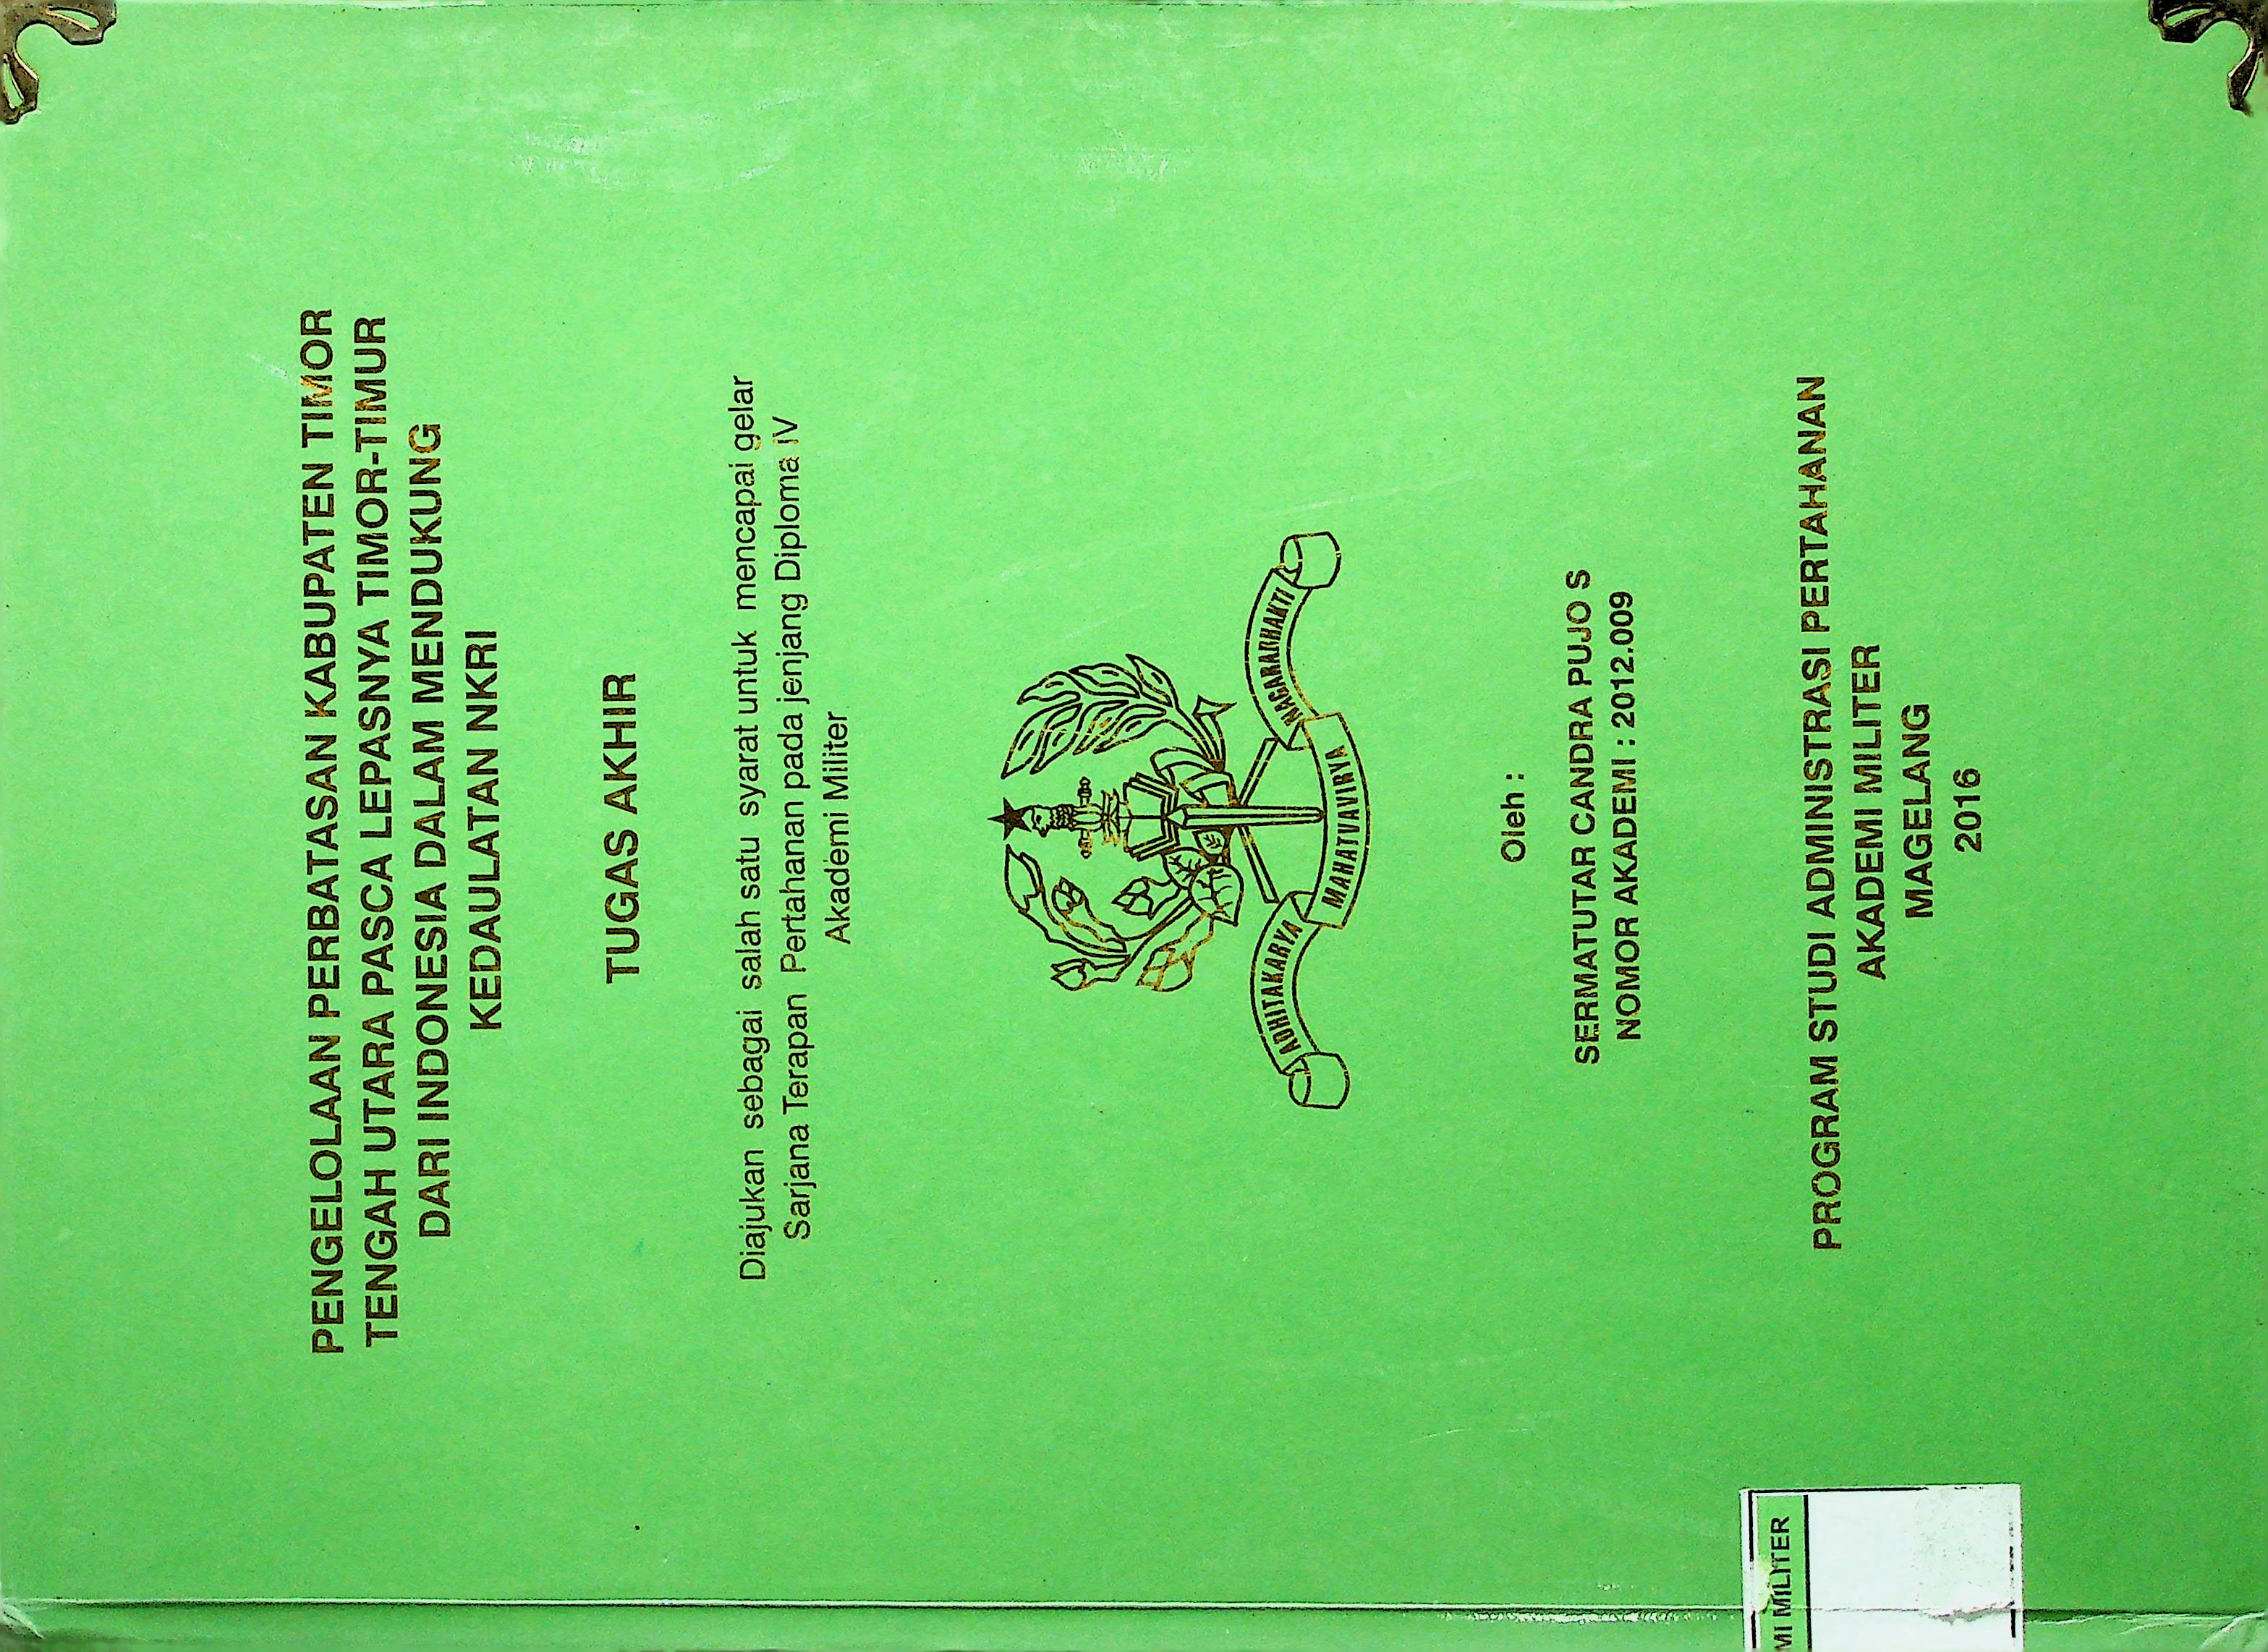 PENGELOLAAN PERBATASAN KABUPATEN TIMOR
TENGAH UTARA PASCA LEPASNYA TIMOR-TIMUR
DARI INDONESIA DALAM MENDUKUNG
KEDAULATAN NKRI
TUGAS AKHIR
Diajukan sebagai salah satu syarat untuk mencapai gelar
Sarjana Terapan Pertahanan pada jenjang Diploma IV
Akademi Militer
ADHITAKARYA MAHATVAVIRYA NAGARABHAKTI
Oleh :
SERMATUTAR CANDRA PUJO S
NOMOR AKADEMI : 2012.009
PROGRAM STUDI ADMINISTRASI PERTAHANAN
AKADEMI MILITER
MAGELANG
2016
MI MILITER